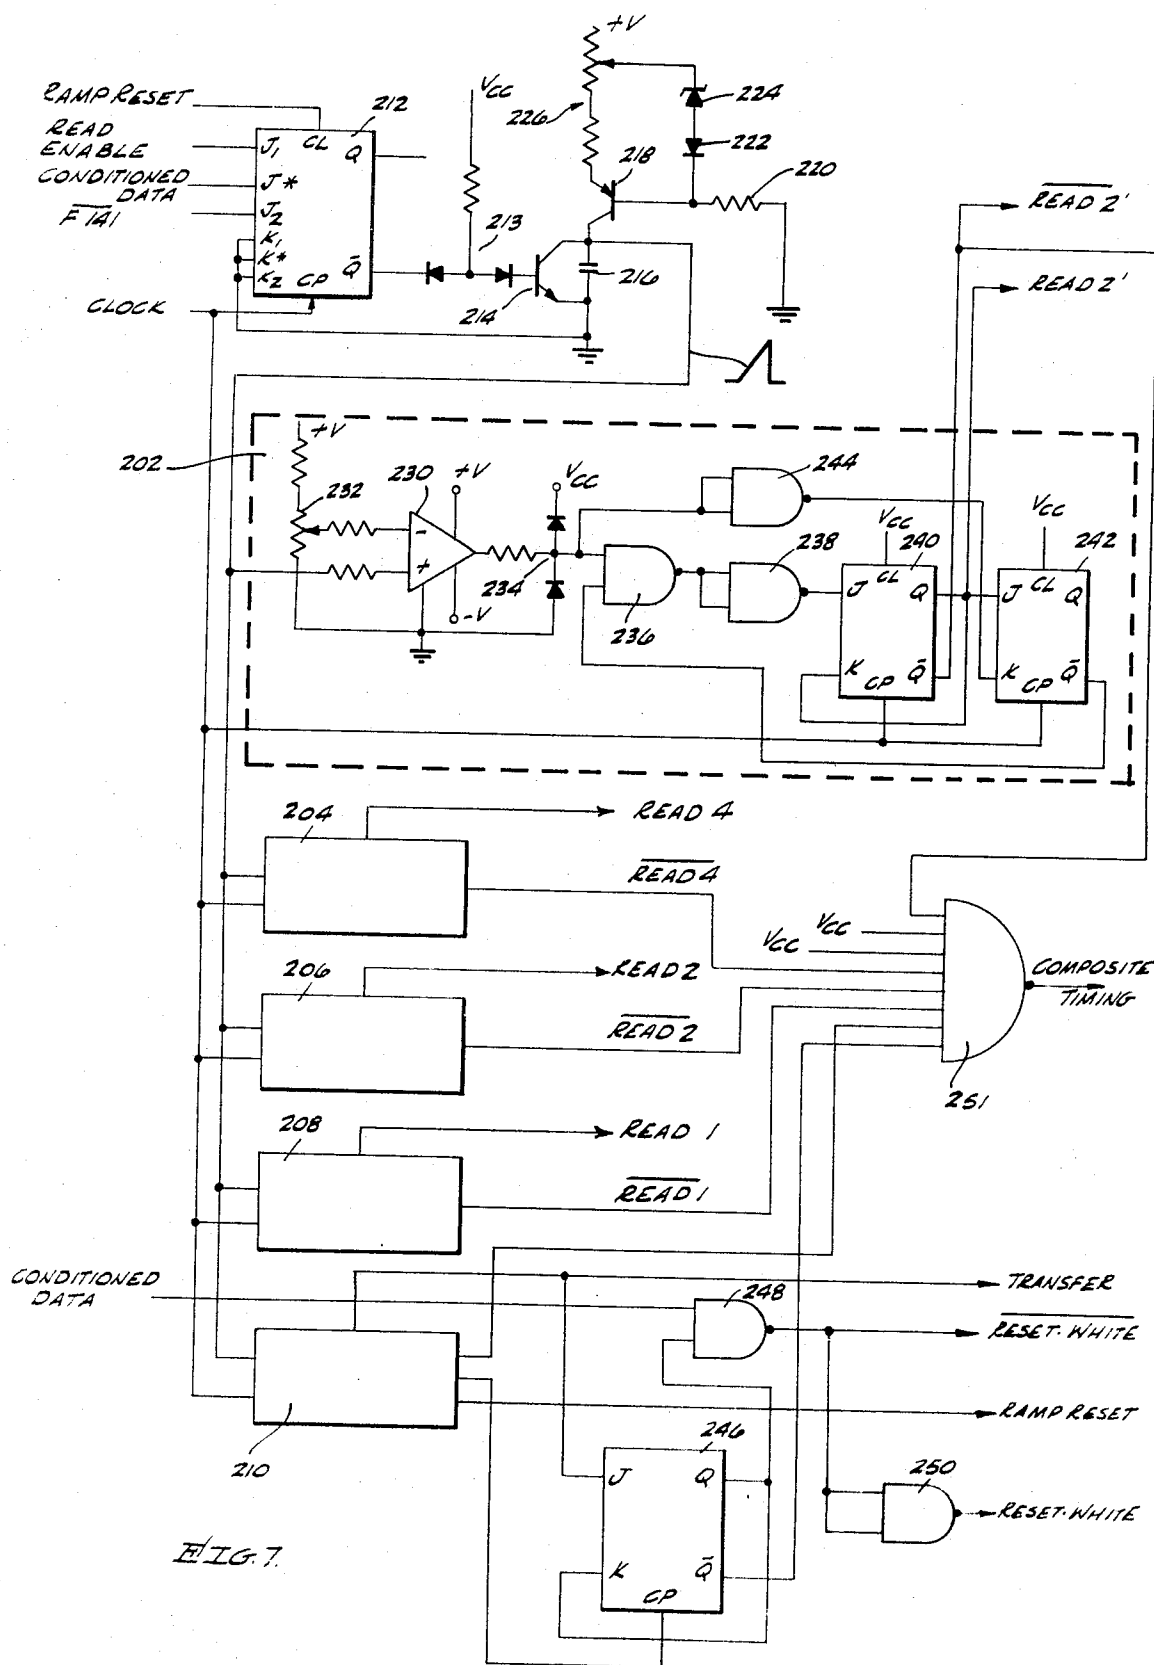 +V
RAMP RESET
VCC
212
224
READ ENABLE
226
J1
CL
Q
218
222
CONDITIONED DATA
J*
220
READ 2'
F141
J2
K1
213
K*
K2
CP
Q̄
216
READ 2'
CLOCK
214
+V
202
230
+V
VCC
244
232
VCC
VCC
-
238
240
242
+
234
J
CL
Q
J
CL
Q
-V
236
K
CP
Q̄
K
CP
Q̄
204
READ 4
READ 4
VCC
VCC
206
READ 2
COMPOSITE TIMING
READ 2
251
208
READ 1
READ 1
CONDITIONED DATA
TRANSFER
248
RESET·WHITE
RAMP RESET
210
246
J
Q
250
RESET·WHITE
FIG. 7.
K
Q̄
CP